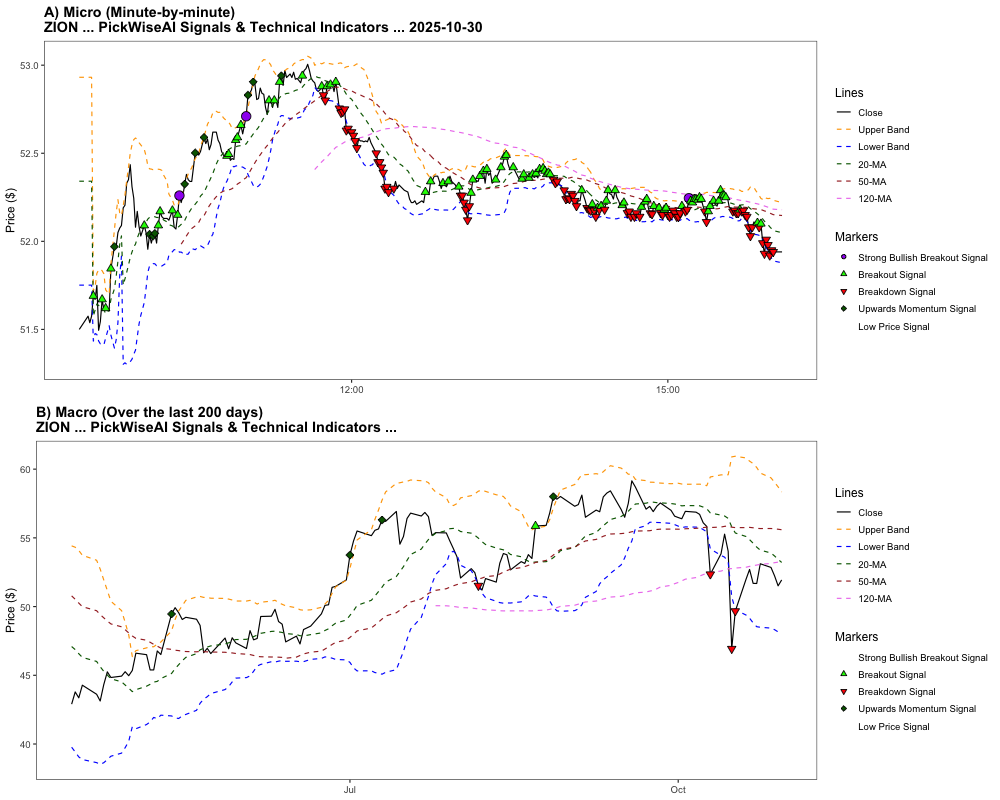 A) Micro (Minute-by-minute)
ZION ... PickWiseAI Signals & Technical Indicators ... 2025-10-30
Price ($)
53.0
52.5
52.0
51.5
12:00
15:00
Lines
Close
Upper Band
Lower Band
20-MA
50-MA
120-MA
Markers
Strong Bullish Breakout Signal
Breakout Signal
Breakdown Signal
Upwards Momentum Signal
Low Price Signal
B) Macro (Over the last 200 days)
ZION ... PickWiseAI Signals & Technical Indicators ...
Price ($)
60
55
50
45
40
Jul
Oct
Lines
Close
Upper Band
Lower Band
20-MA
50-MA
120-MA
Markers
Strong Bullish Breakout Signal
Breakout Signal
Breakdown Signal
Upwards Momentum Signal
Low Price Signal